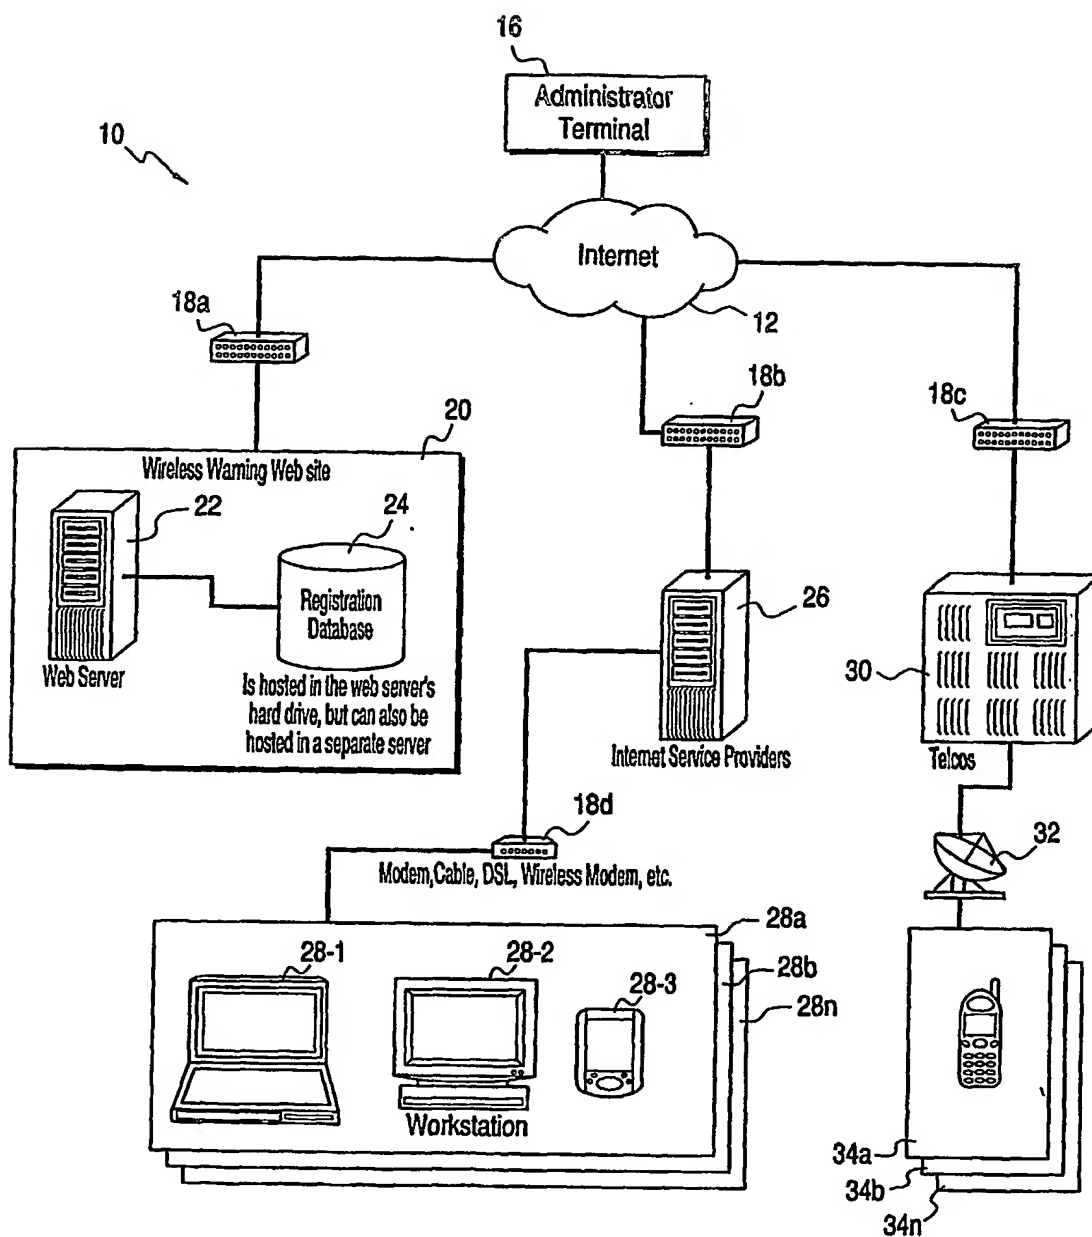 16
Administrator
Terminal
10
Internet
12
18a
18b
18c
20
Wireless Warning Web site
22
24
Registration
Database
Web Server
Is hosted in the web server's
hard drive, but can also be
hosted in a separate server
26
Internet Service Providers
30
Telcos
18d
Modem,Cable, DSL, Wireless Modem, etc.
32
28a
28b
28n
28-1
28-2
28-3
Workstation
34a
34b
34n